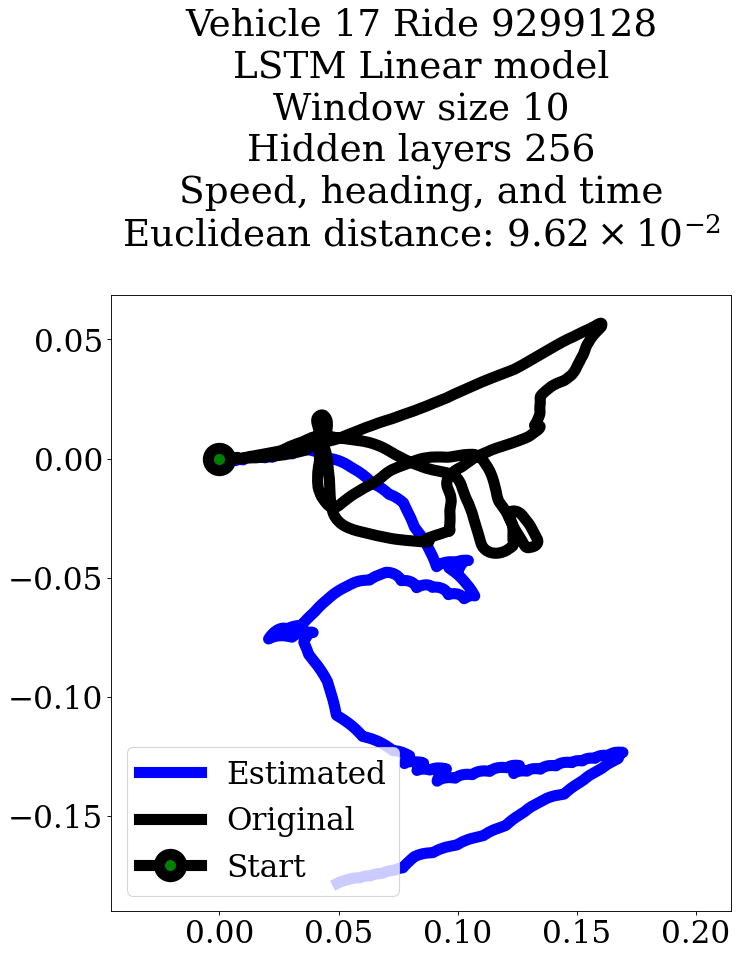 Vehicle 17 Ride 9299128
LSTM Linear model
Window size 10
Hidden layers 256
Speed, heading, and time
Euclidean distance: 9.62 × 10⁻²
0.05
0.00
−0.05
−0.10
−0.15
Estimated
Original
Start
0.00 0.05 0.10 0.15 0.20